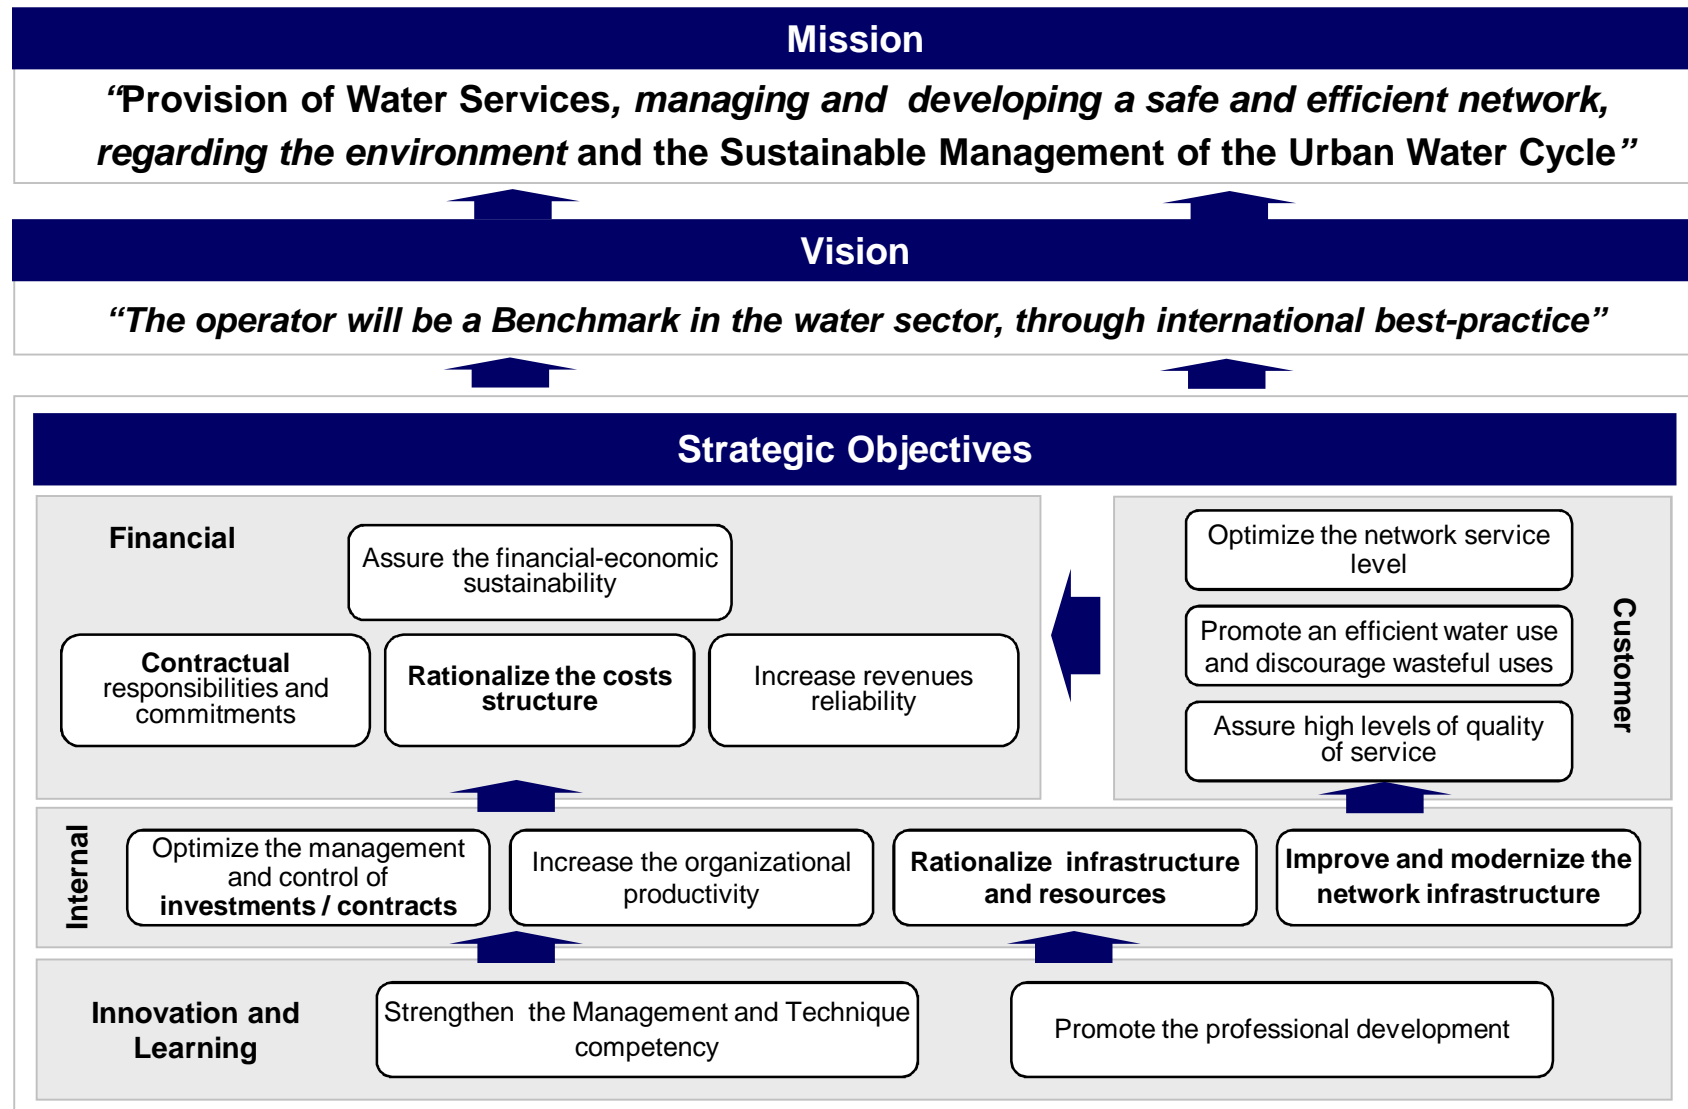 Mission
“Provision of Water Services, managing and developing a safe and efficient network,
regarding the environment and the Sustainable Management of the Urban Water Cycle”
Vision
“The operator will be a Benchmark in the water sector, through international best-practice”
Strategic Objectives
Financial
Assure the financial-economic
sustainability
Contractual
responsibilities and
commitments
Rationalize the costs
structure
Increase revenues
reliability
Customer
Optimize the network service
level
Promote an efficient water use
and discourage wasteful uses
Assure high levels of quality
of service
Internal
Optimize the management
and control of
investments / contracts
Increase the organizational
productivity
Rationalize infrastructure
and resources
Improve and modernize the
network infrastructure
Innovation and
Learning
Strengthen the Management and Technique
competency
Promote the professional development